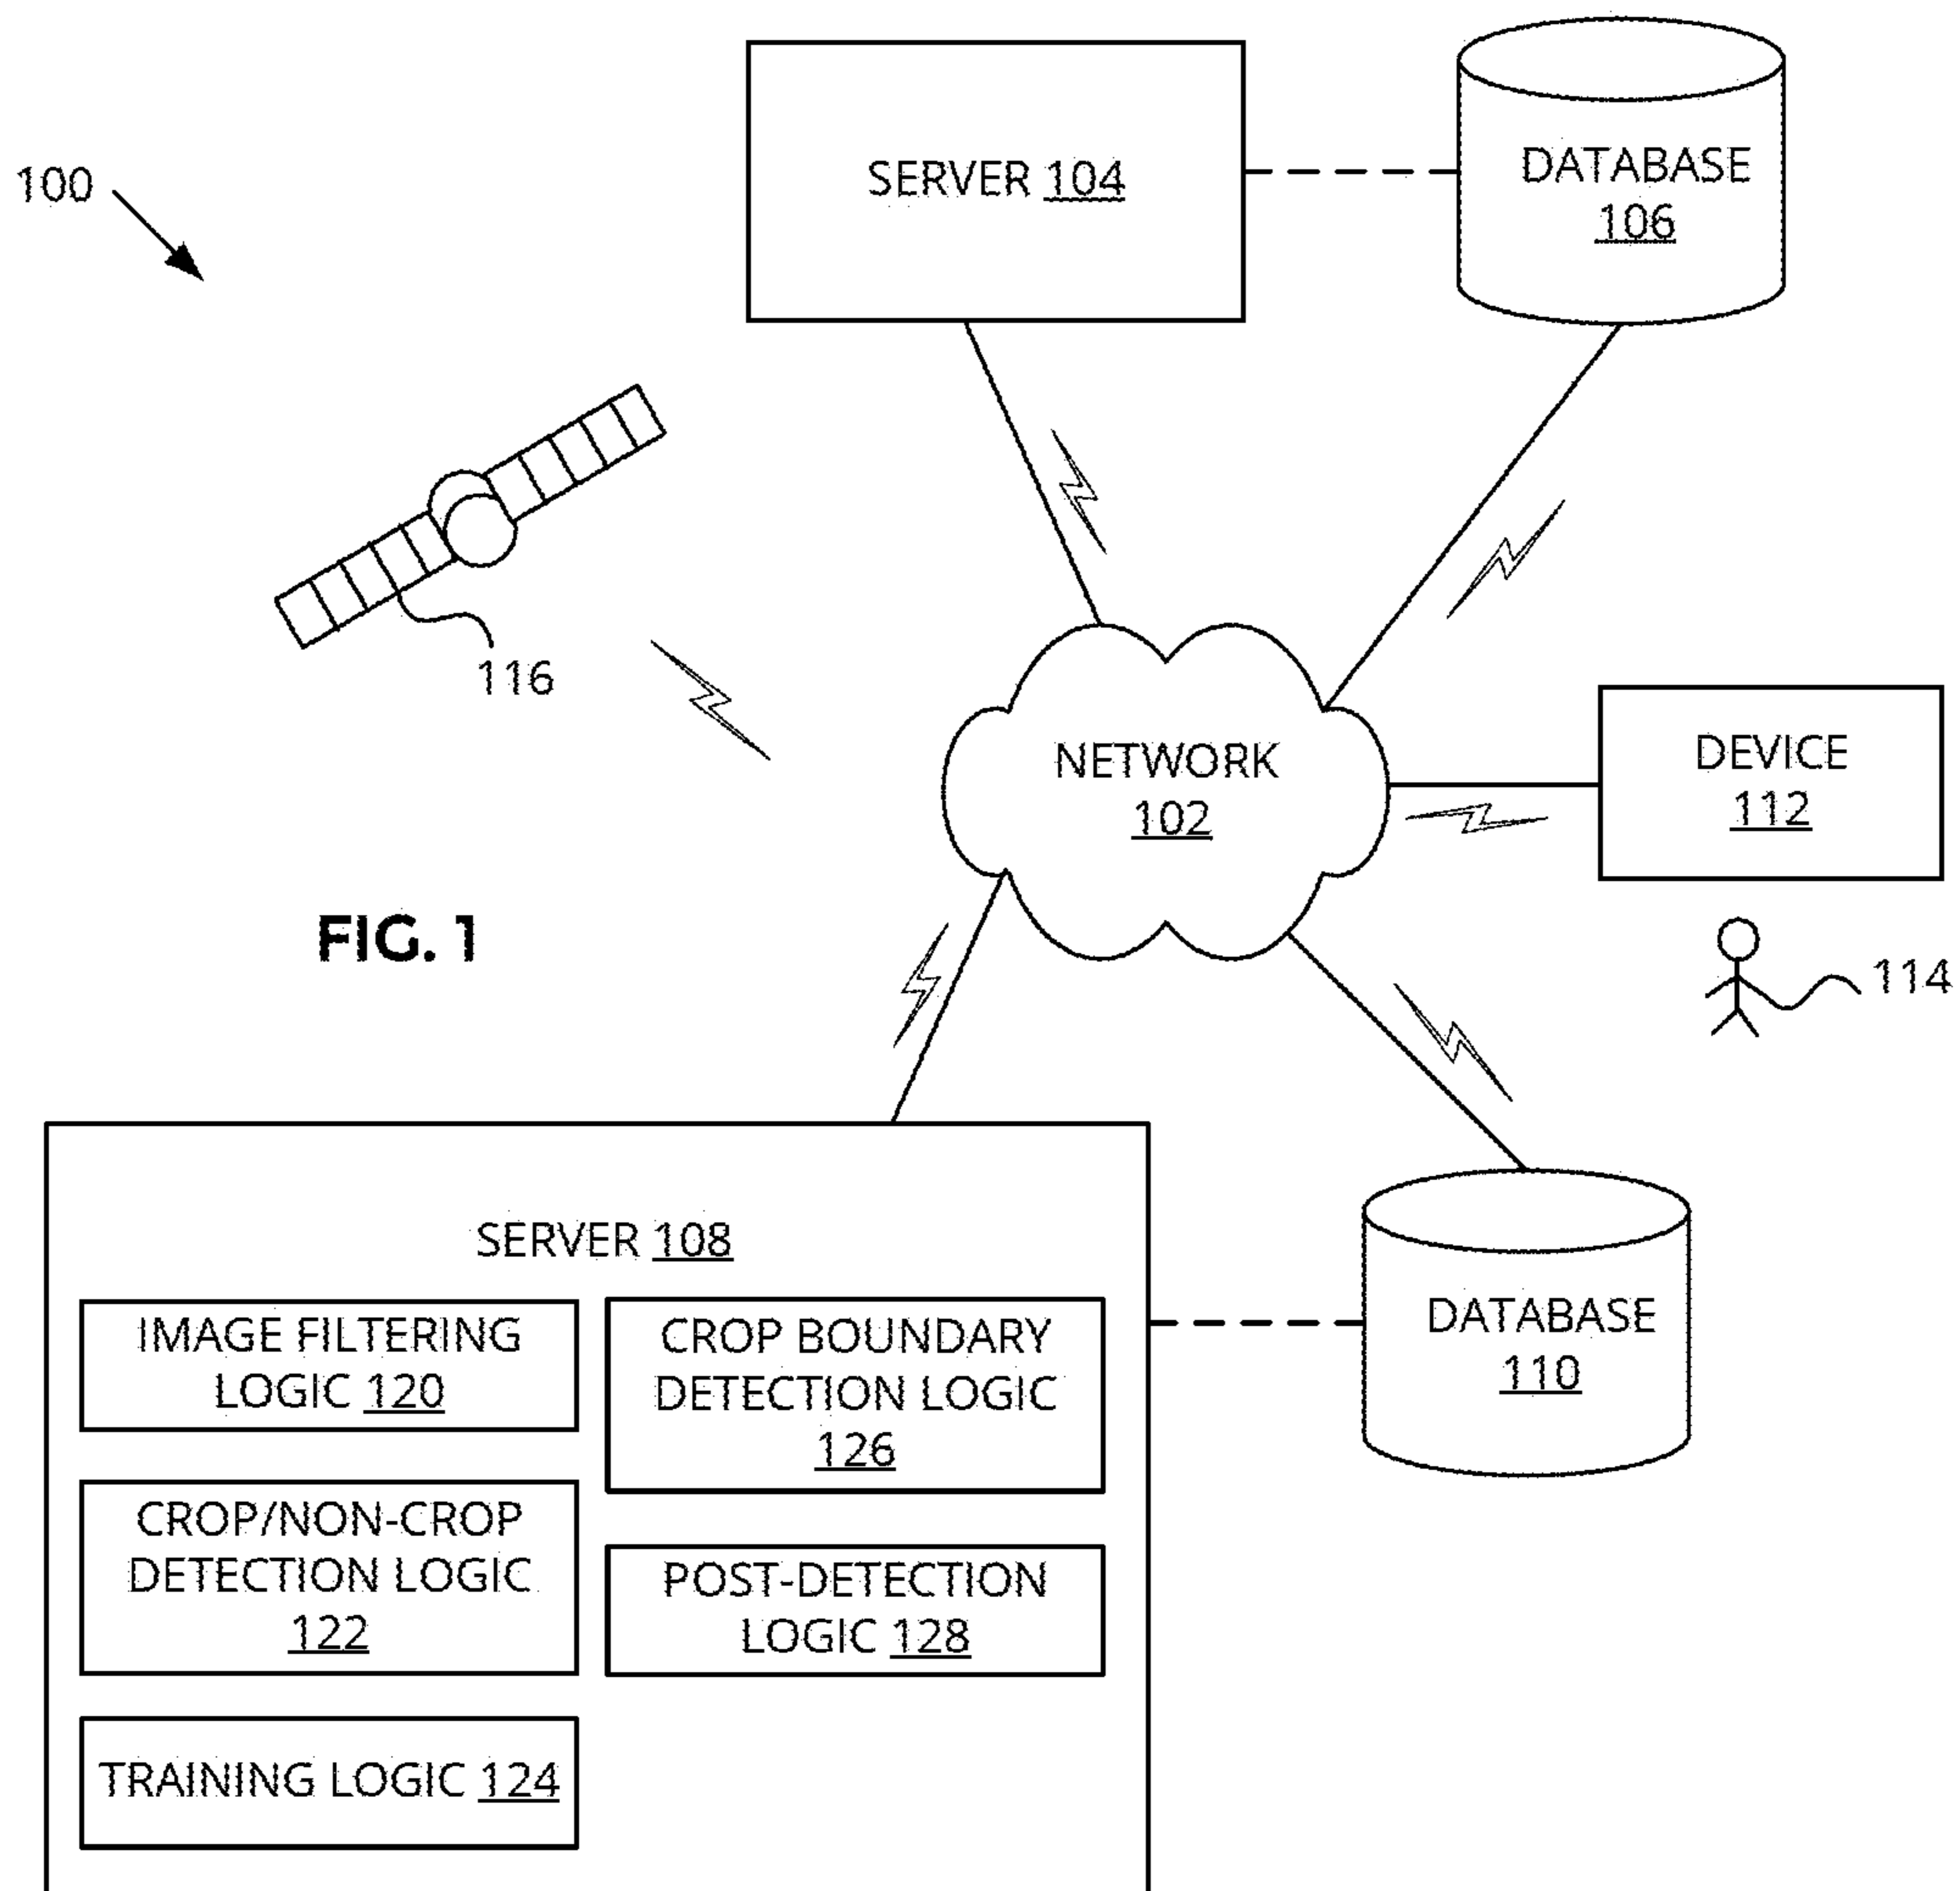 100
SERVER 104
DATABASE
106
116
NETWORK
102
DEVICE
112
FIG. 1
114
SERVER 108
IMAGE FILTERING
LOGIC 120
CROP BOUNDARY
DETECTION LOGIC
126
CROP/NON-CROP
DETECTION LOGIC
122
POST-DETECTION
LOGIC 128
TRAINING LOGIC 124
DATABASE
110